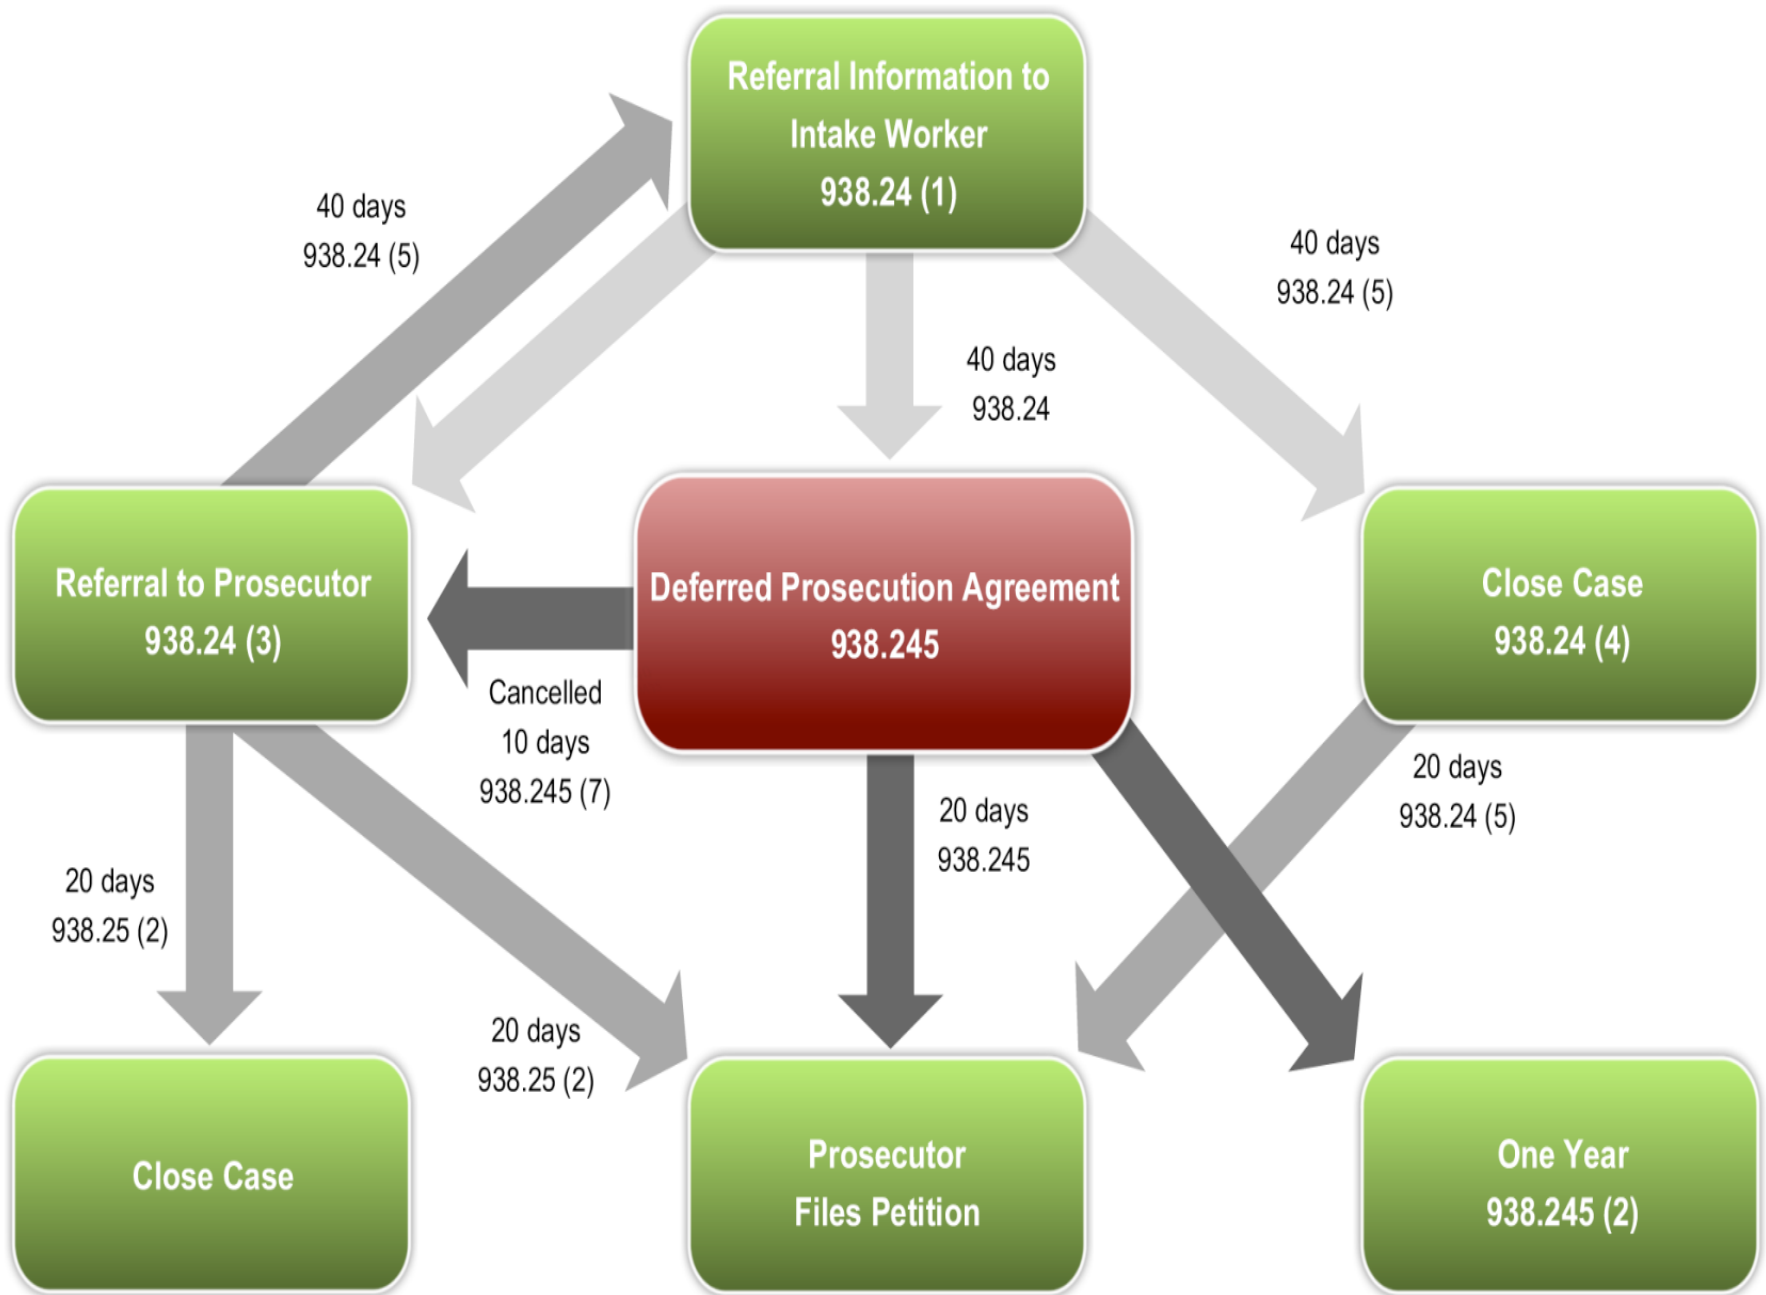 Referral Information to
Intake Worker
938.24 (1)
40 days
938.24 (5)
40 days
938.24 (5)
40 days
938.24
Referral to Prosecutor
938.24 (3)
Deferred Prosecution Agreement
938.245
Close Case
938.24 (4)
Cancelled
10 days
938.245 (7)
20 days
938.245
20 days
938.24 (5)
20 days
938.25 (2)
20 days
938.25 (2)
Close Case
Prosecutor
Files Petition
One Year
938.245 (2)